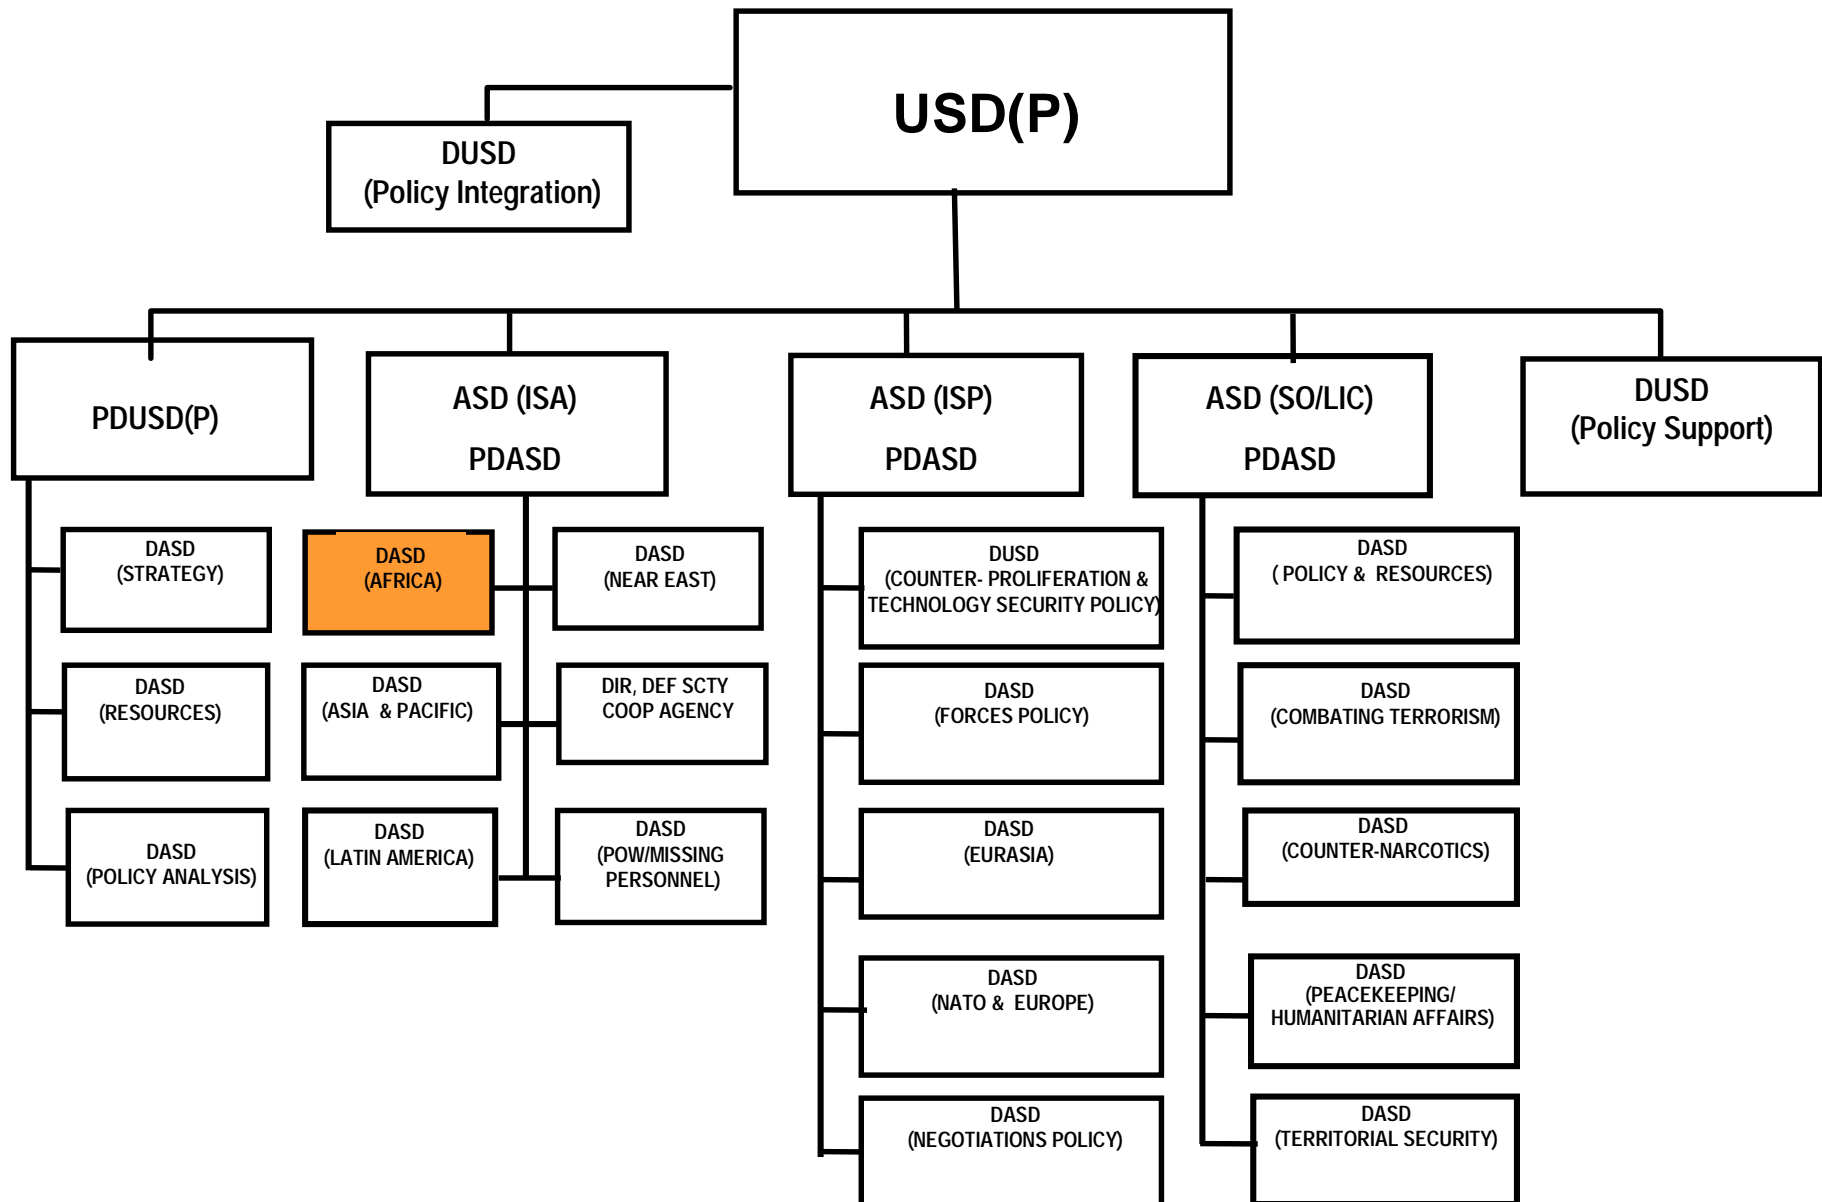 USD(P)
DUSD
(Policy Integration)
PDUSD(P)
ASD (ISA)
PDASD
ASD (ISP)
PDASD
ASD (SO/LIC)
PDASD
DUSD
(Policy Support)
DASD
(STRATEGY)
DASD
(RESOURCES)
DASD
(POLICY ANALYSIS)
DASD
(AFRICA)
DASD
(ASIA & PACIFIC)
DASD
(LATIN AMERICA)
DASD
(NEAR EAST)
DIR, DEF SCTY
COOP AGENCY
DASD
(POW/MISSING
PERSONNEL)
DUSD
(COUNTER- PROLIFERATION &
TECHNOLOGY SECURITY POLICY)
DASD
(FORCES POLICY)
DASD
(EURASIA)
DASD
(NATO & EUROPE)
DASD
(NEGOTIATIONS POLICY)
DASD
( POLICY & RESOURCES)
DASD
(COMBATING TERRORISM)
DASD
(COUNTER-NARCOTICS)
DASD
(PEACEKEEPING/
HUMANITARIAN AFFAIRS)
DASD
(TERRITORIAL SECURITY)